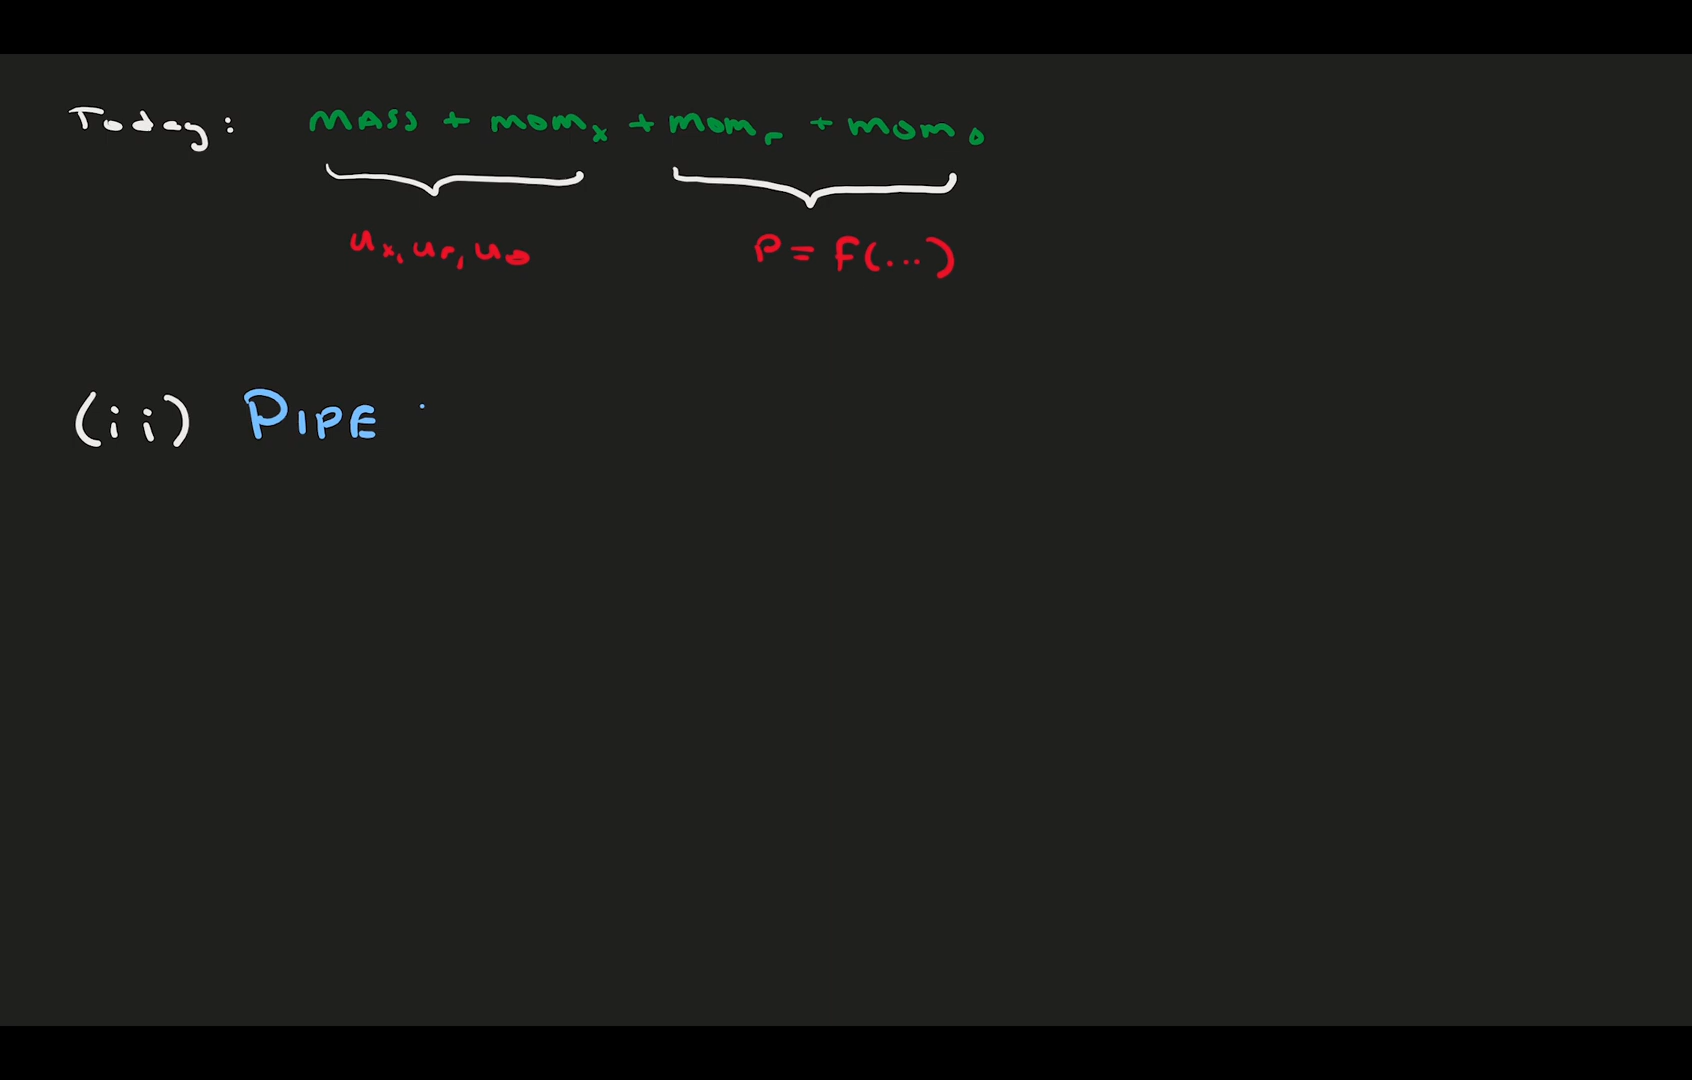 Today: MASS + MOMx + MOMr + MOMθ
ux, ur, uθ P = F(...)
(ii) PIPE